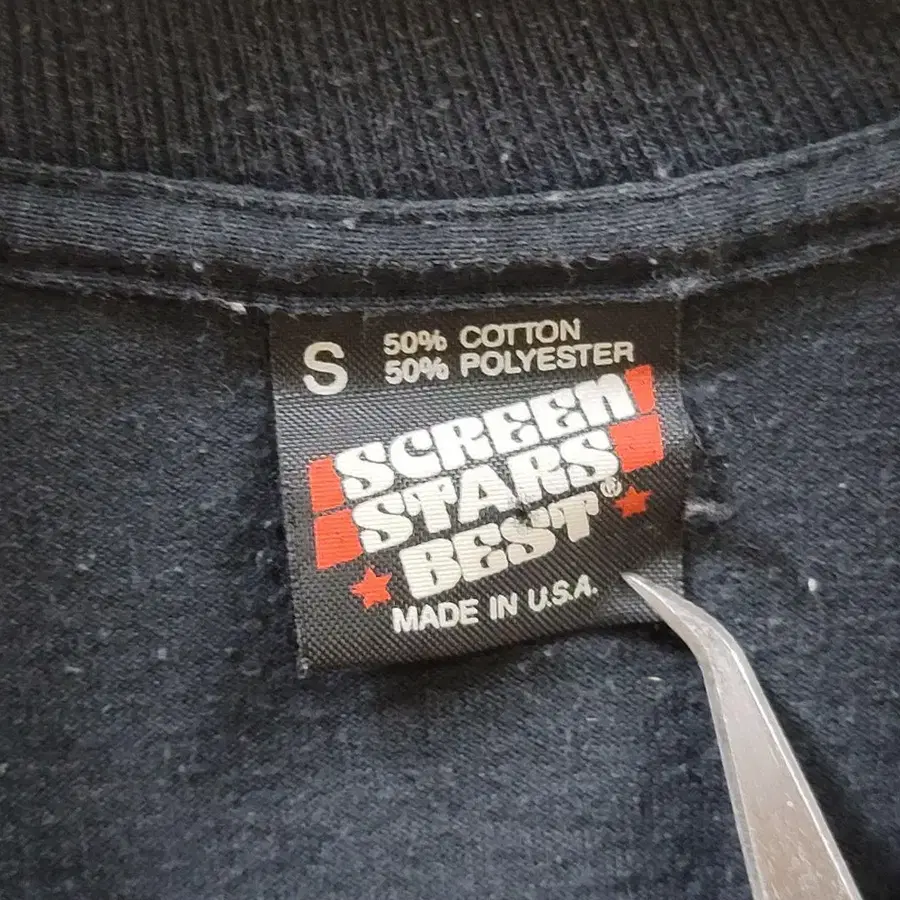 S
50% COTTON
50% POLYESTER
SCREEN
STARS
BEST®
MADE IN U.S.A.